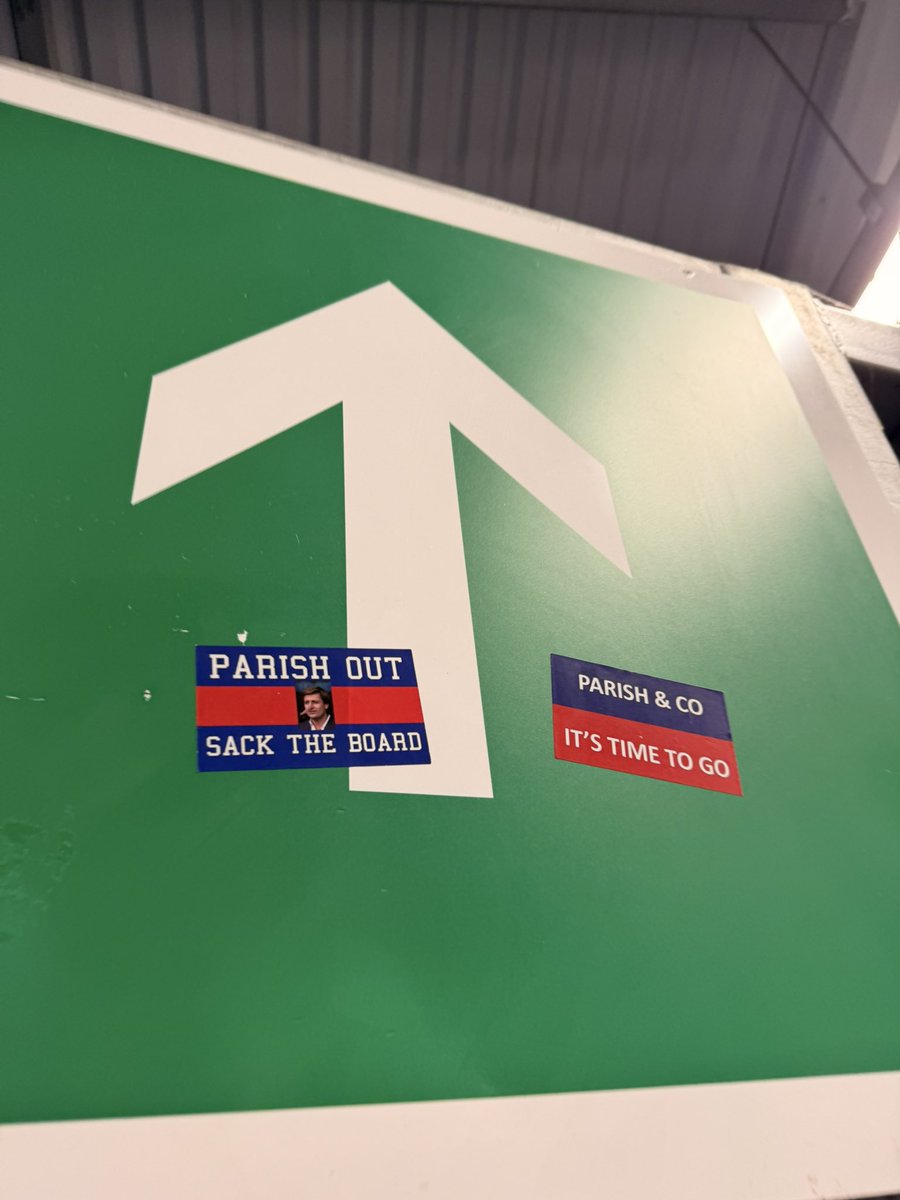 PARISH OUT
SACK THE BOARD
PARISH & CO
IT'S TIME TO GO